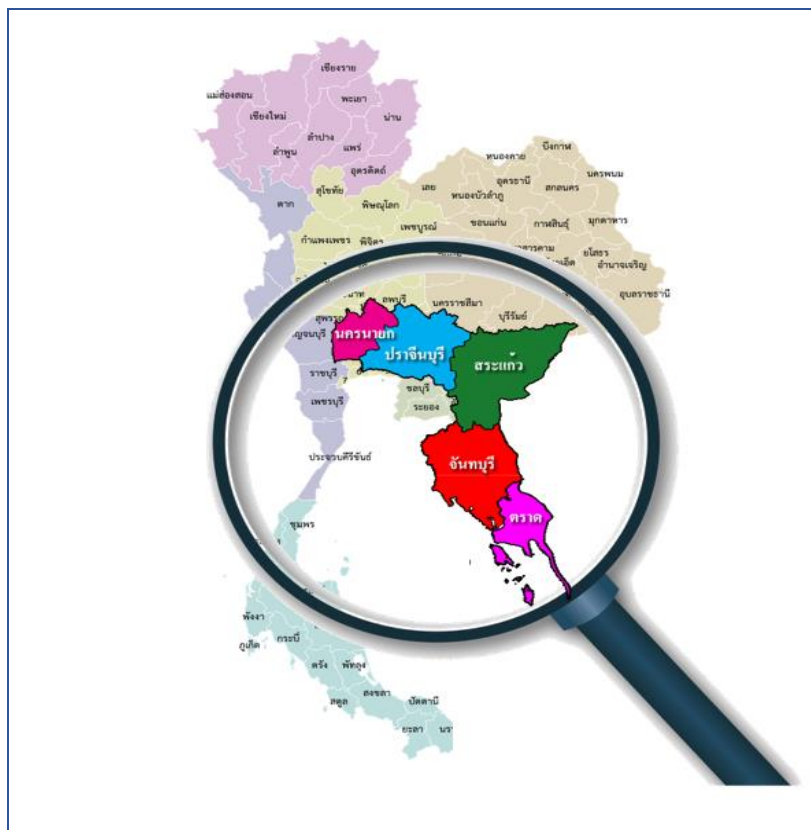 เชียงราย
แม่ฮ่องสอน
พะเยา
เชียงใหม่
น่าน
ลำปาง
ลำพูน
แพร่
อุตรดิตถ์
บึงกาฬ
หนองคาย
นครพนม
เลย
อุดรธานี
สกลนคร
สุโขทัย
หนองบัวลำภู
ตาก
พิษณุโลก
มุกดาหาร
ขอนแก่น
กาฬสินธุ์
เพชรบูรณ์
กำแพงเพชร
พิจิตร
ยโสธร
อำนาจเจริญ
อุบลราชธานี
ลพบุรี
นครราชสีมา
บุรีรัมย์
นครนายก
ปราจีนบุรี
สระแก้ว
ราชบุรี
7
ชลบุรี
เพชรบุรี
ระยอง
ประจวบคีรีขันธ์
จันทบุรี
ตราด
ชุมพร
พังงา
ภูเก็ต
กระบี่
ตรัง
พัทลุง
สงขลา
สตูล
ปัตตานี
ยะลา